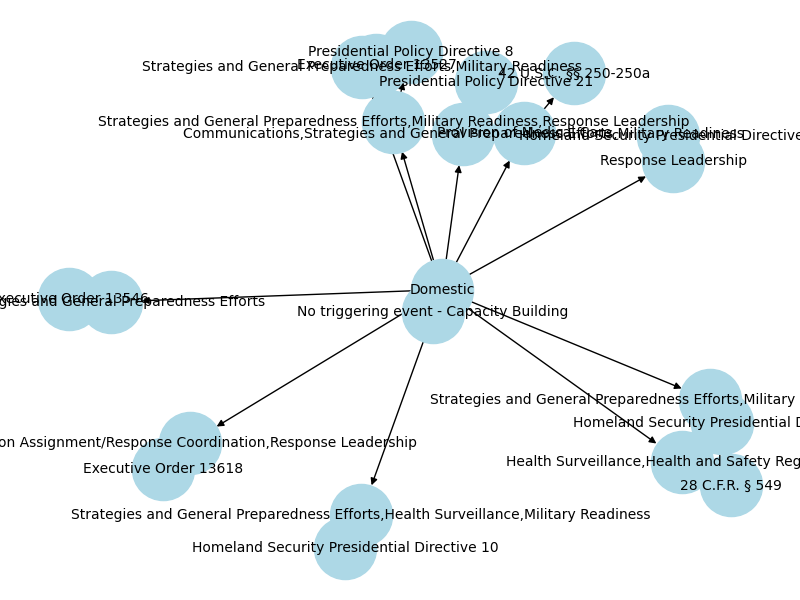 Presidential Policy Directive 8
Executive Order 13527
Strategies and General Preparedness Efforts,Military Readiness
42 U.S.C. §§ 250-250a
Presidential Policy Directive 21
Strategies and General Preparedness Efforts,Military Readiness,Response Leadership
Communications,Strategies and General Preparedness Efforts,Military Readiness
Provision of Medical Care
Homeland Security Presidential Directive
Response Leadership
Domestic
No triggering event - Capacity Building
Executive Order 13546
gies and General Preparedness Efforts
Strategies and General Preparedness Efforts,Military
Homeland Security Presidential D
on Assignment/Response Coordination,Response Leadership
Executive Order 13618
Health Surveillance,Health and Safety Reg
28 C.F.R. § 549
Strategies and General Preparedness Efforts,Health Surveillance,Military Readiness
Homeland Security Presidential Directive 10